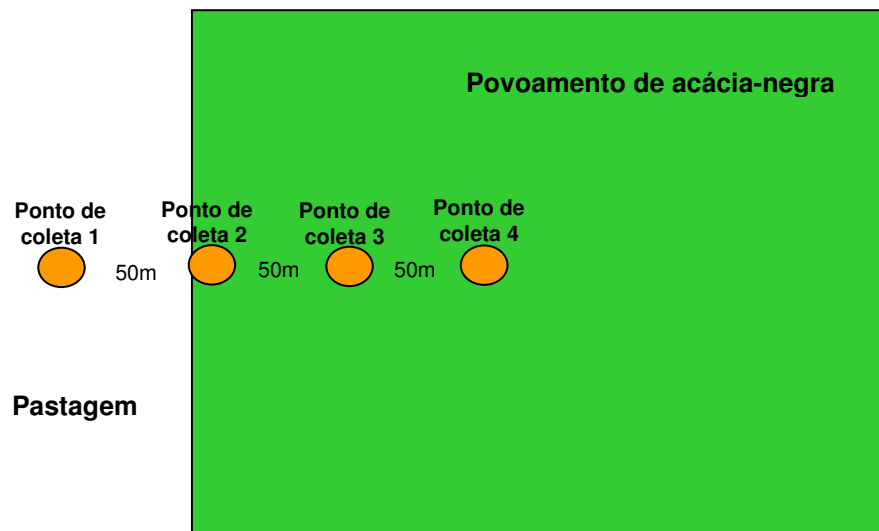 Povoamento de acácia-negra
Ponto de
coleta 1
Ponto de
coleta 2
Ponto de
coleta 3
Ponto de
coleta 4
50m
50m
50m
Pastagem